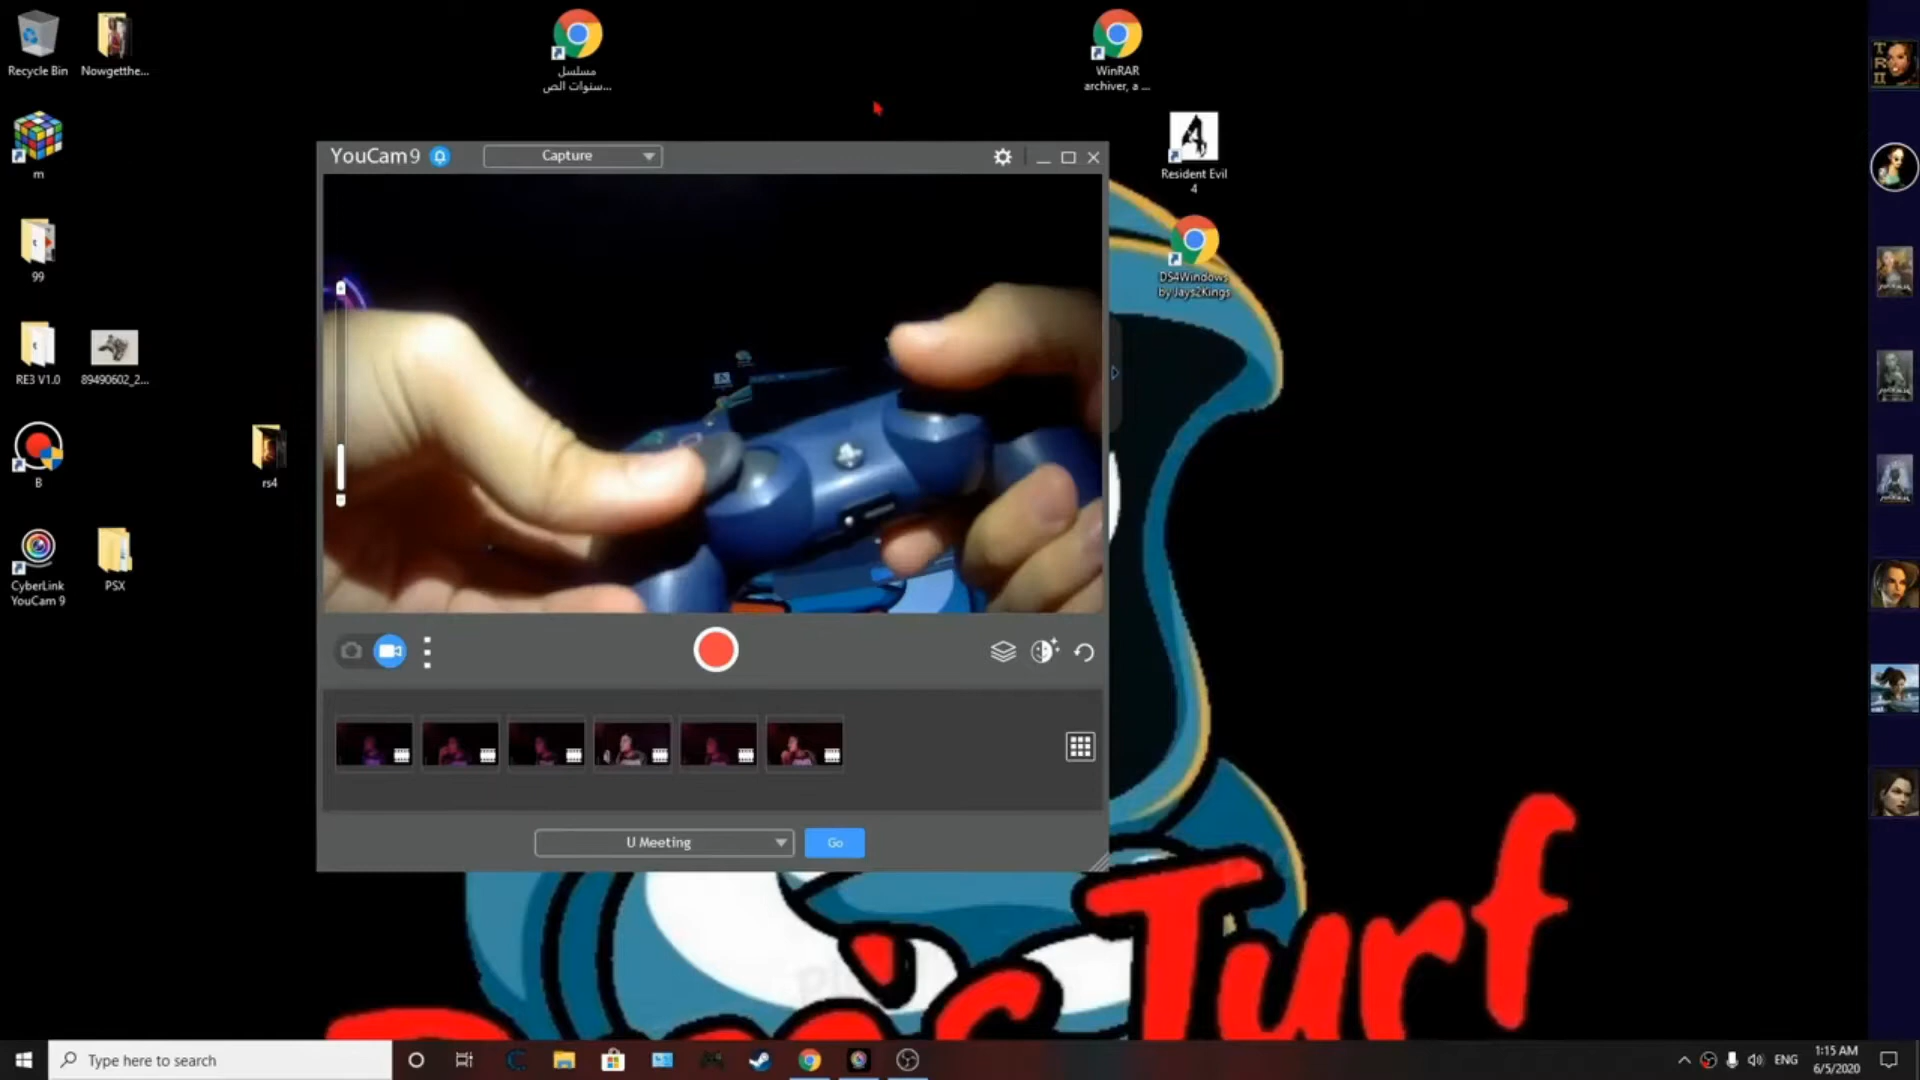 Recycle Bin
Nowgetthe...
مسلسل
سنوات الص...
WinRAR
archiver, a ...
m
Resident Evil
4
YouCam 9
Capture
99
DS4Windows
by Jays2Kings
RE3 V1.0
89490602_2...
B
rs4
CyberLink
YouCam 9
PSX
U Meeting
Go
Turf
Type here to search
ENG
1:15 AM
6/5/2020